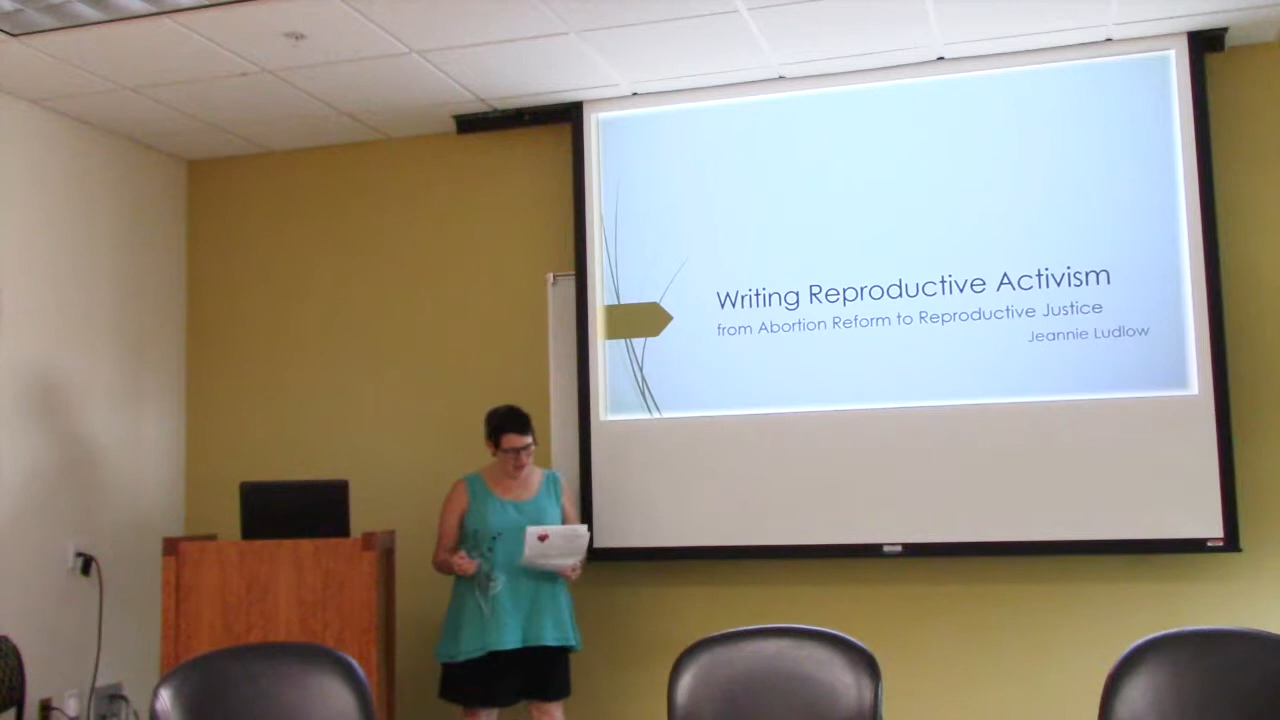 Writing Reproductive Activism
from Abortion Reform to Reproductive Justice
Jeannie Ludlow